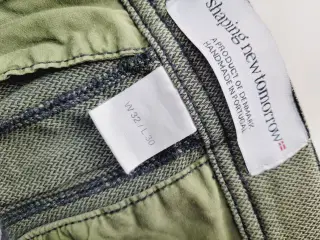 shaping new tomorrow
A PRODUCT OF DENMARK
HANDMADE IN PORTUGAL
W 32 / L 30